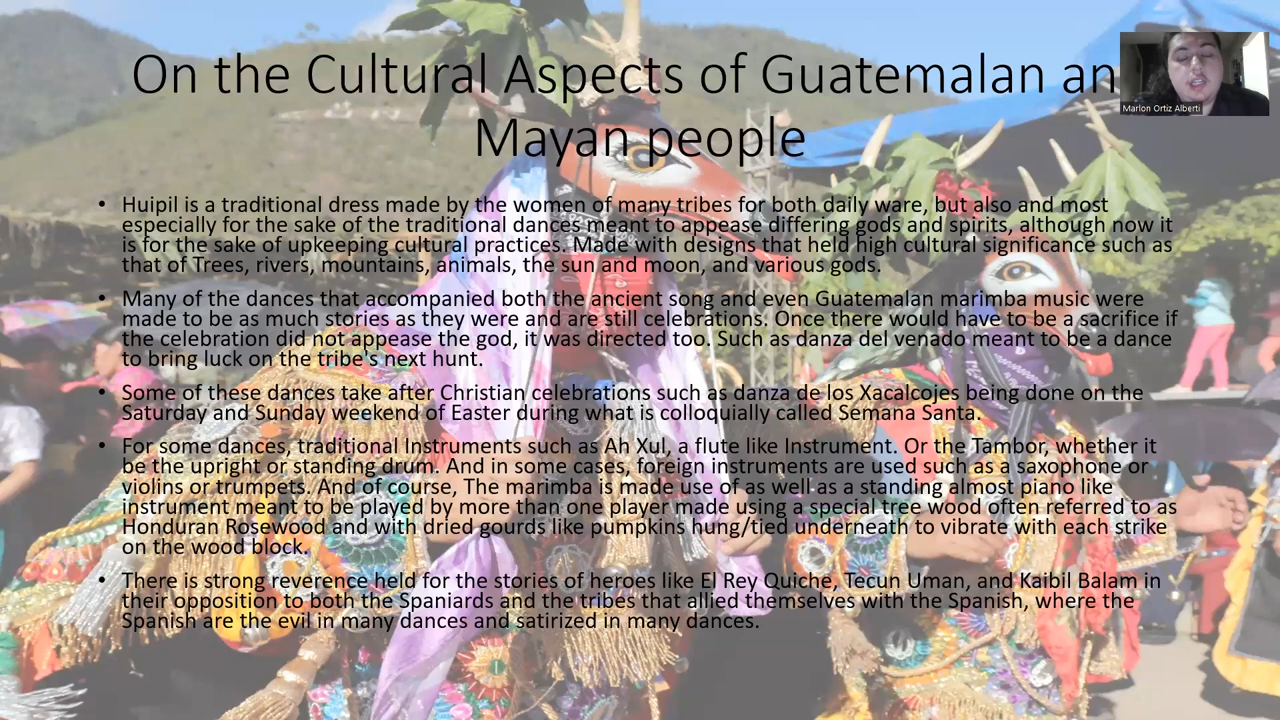 On the Cultural Aspects of Guatemalan an
Mayan people
Marlon Ortiz Alberti
• Huipil is a traditional dress made by the women of many tribes for both daily ware, but also and most
especially for the sake of the traditional dances meant to appease differing gods and spirits, although now it
is for the sake of upkeeping cultural practices. Made with designs that held high cultural significance such as
that of Trees, rivers, mountains, animals, the sun and moon, and various gods.
• Many of the dances that accompanied both the ancient song and even Guatemalan marimba music were
made to be as much stories as they were and are still celebrations. Once there would have to be a sacrifice if
the celebration did not appease the god, it was directed too. Such as danza del venado meant to be a dance
to bring luck on the tribe's next hunt.
• Some of these dances take after Christian celebrations such as danza de los Xacalcojes being done on the
Saturday and Sunday weekend of Easter during what is colloquially called Semana Santa.
• For some dances, traditional Instruments such as Ah Xul, a flute like Instrument. Or the Tambor, whether it
be the upright or standing drum. And in some cases, foreign instruments are used such as a saxophone or
violins or trumpets. And of course, The marimba is made use of as well as a standing almost piano like
instrument meant to be played by more than one player made using a special tree wood often referred to as
Honduran Rosewood and with dried gourds like pumpkins hung/tied underneath to vibrate with each strike
on the wood block.
• There is strong reverence held for the stories of heroes like El Rey Quiche, Tecun Uman, and Kaibil Balam in
their opposition to both the Spaniards and the tribes that allied themselves with the Spanish, where the
Spanish are the evil in many dances and satirized in many dances.